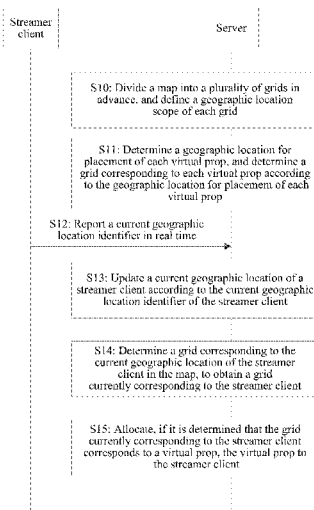 Streamer
client
Server
S10: Divide a map into a plurality of grids in
advance, and define a geographic location
scope of each grid
S11: Determine a geographic location for
placement of each virtual prop, and determine a
grid corresponding to each virtual prop according
to the geographic location for placement of each
virtual prop
S12: Report a current geographic
location identifier in real time
S13: Update a current geographic location of a
streamer client according to the current geographic
location identifier of the streamer client
S14: Determine a grid corresponding to the
current geographic location of the streamer
client in the map, to obtain a grid
currently corresponding to the streamer client
S15: Allocate, if it is determined that the grid
currently corresponding to the streamer client
corresponds to a virtual prop, the virtual prop to
the streamer client